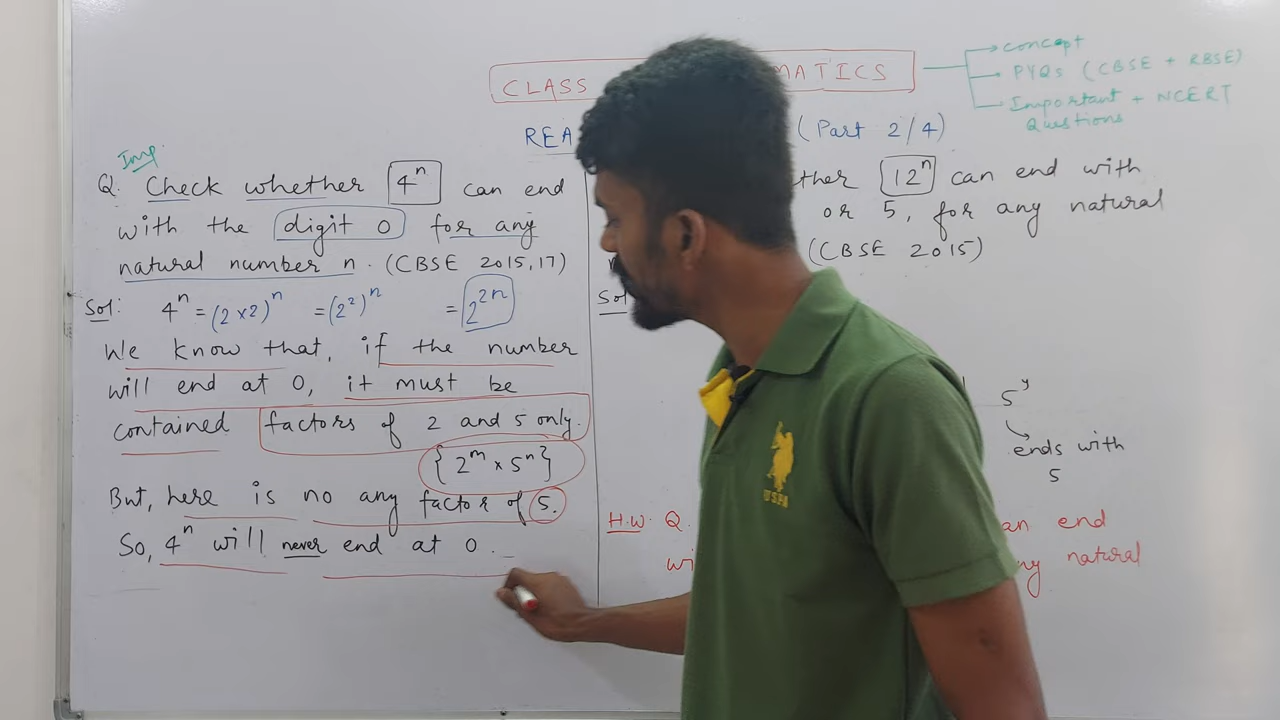 CLASS MATICS
concept
PYQs (CBSE + RBSE)
Important + NCERT
Questions
REA (Part 2/4)
Imp
Q. Check whether 4ⁿ can end
with the digit 0 for any
natural number n. (CBSE 2015,17)
Sol: 4ⁿ = (2×2)ⁿ = (2²)ⁿ = 2²ⁿ
We know that, if the number
will end at 0, it must be
contained factors of 2 and 5 only.
{2ᵐ × 5ⁿ}
But, here is no any factor of 5.
So, 4ⁿ will never end at 0.
ther 12ⁿ can end with
or 5, for any natural
(CBSE 2015)
Sol
5ʸ
ends with
5
H.W. Q. an end
wi ny natural